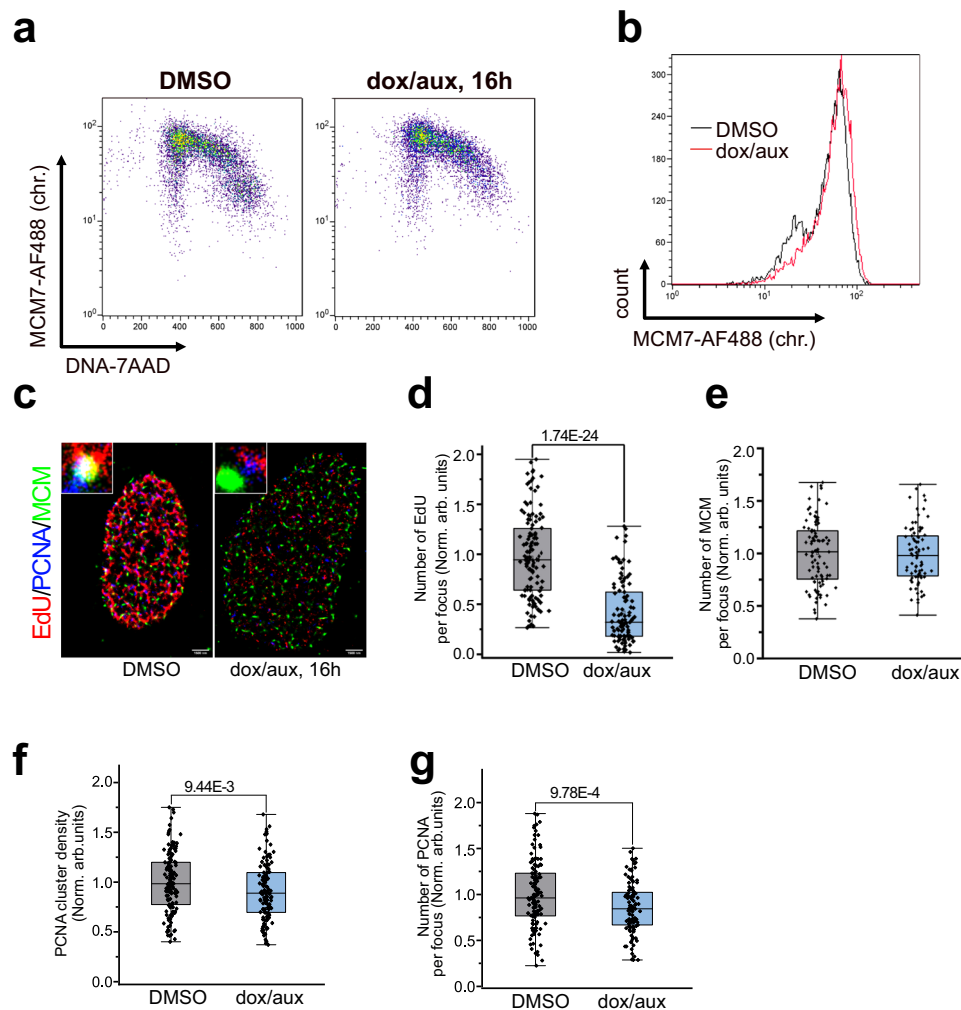 a
DMSO
dox/aux, 16h
MCM7-AF488 (chr.)
10²
10¹
10⁰
0 200 400 600 800 1000
10²
10¹
10⁰
0 200 400 600 800 1000
DNA-7AAD
b
DMSO
dox/aux
count
300
240
180
120
60
0
10⁰ 10¹ 10²
MCM7-AF488 (chr.)
c
EdU/PCNA/MCM
DMSO
dox/aux, 16h
d
1.74E-24
Number of EdU
per focus (Norm. arb. units)
2.0
1.5
1.0
0.5
0.0
DMSO
dox/aux
e
Number of MCM
per focus (Norm. arb. units)
2.0
1.5
1.0
0.5
0.0
DMSO
dox/aux
f
9.44E-3
PCNA cluster density
(Norm. arb.units)
2.0
1.5
1.0
0.5
0.0
DMSO
dox/aux
g
9.78E-4
Number of PCNA
per focus (Norm. arb.units)
2.0
1.5
1.0
0.5
0.0
DMSO
dox/aux